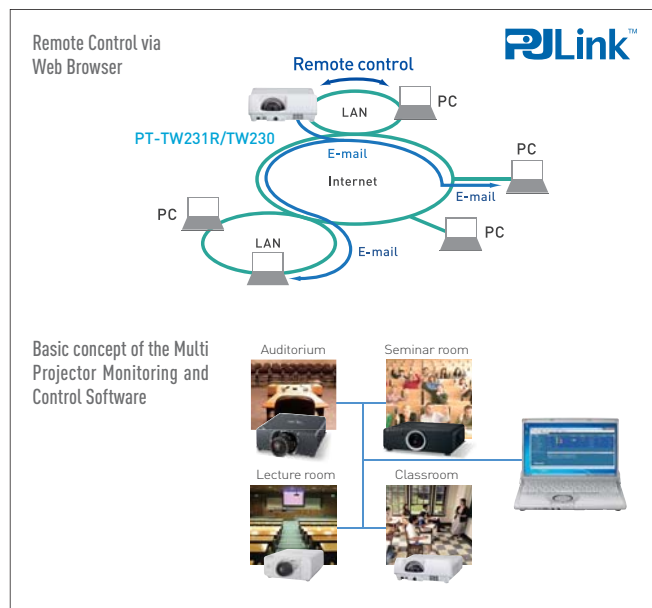 Remote Control via
Web Browser
PJLink™
Remote control
LAN
PC
PT-TW231R/TW230
E-mail
Internet
PC
E-mail
PC
PC
LAN
E-mail
Basic concept of the Multi
Projector Monitoring and
Control Software
Auditorium
Seminar room
Lecture room
Classroom